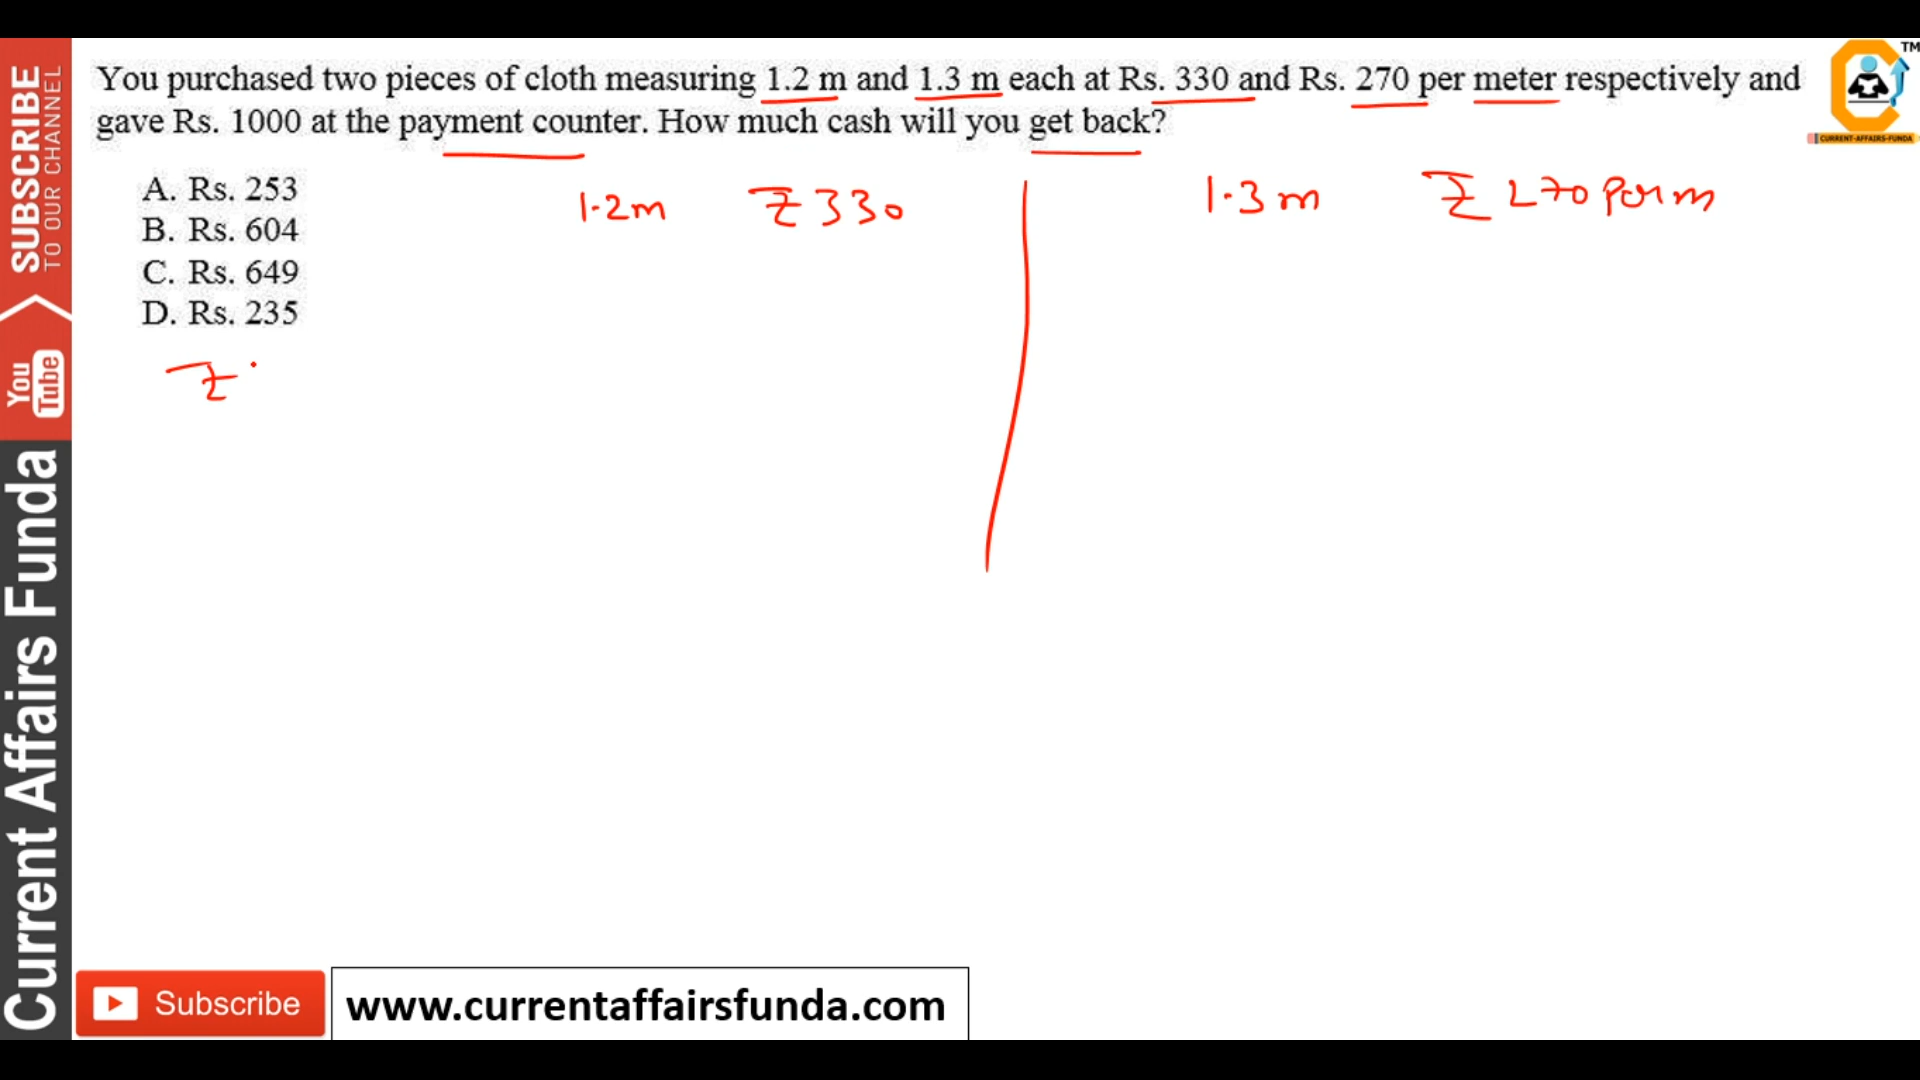 SUBSCRIBE
TO OUR CHANNEL
You Tube
Current Affairs Funda
You purchased two pieces of cloth measuring 1.2 m and 1.3 m each at Rs. 330 and Rs. 270 per meter respectively and
gave Rs. 1000 at the payment counter. How much cash will you get back?
TM
CURRENT-AFFAIRS-FUNDA
A. Rs. 253
B. Rs. 604
C. Rs. 649
D. Rs. 235
1.2m ₹330
1.3m ₹270 per m
₹
Subscribe
www.currentaffairsfunda.com